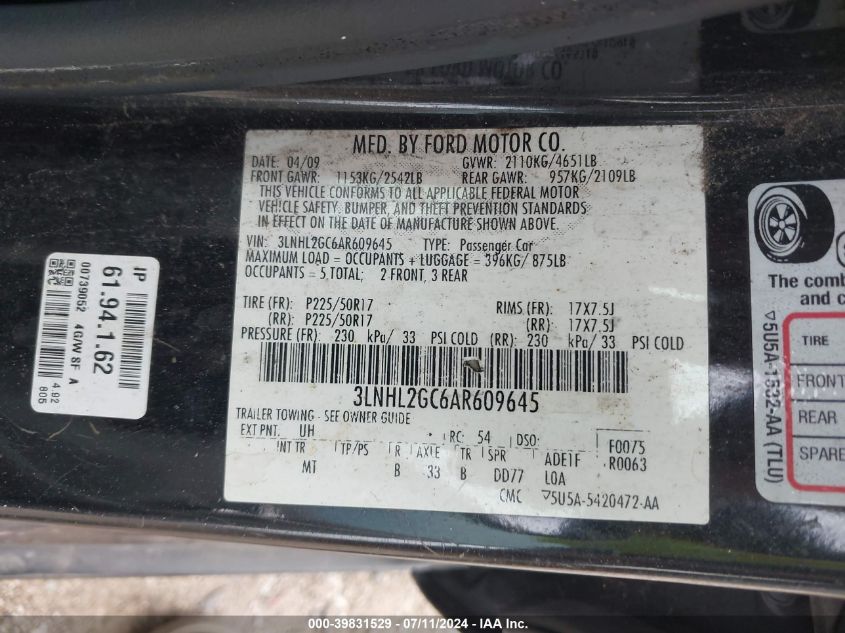 MFD. BY FORD MOTOR CO.
DATE: 04/09 GVWR: 2110KG/4651LB
FRONT GAWR: 1153KG/2542LB REAR GAWR: 957KG/2109LB
THIS VEHICLE CONFORMS TO ALL APPLICABLE FEDERAL MOTOR
VEHICLE SAFETY, BUMPER, AND THEFT PREVENTION STANDARDS
IN EFFECT ON THE DATE OF MANUFACTURE SHOWN ABOVE.
VIN: 3LNHL2GC6AR609645 TYPE: Passenger Car
MAXIMUM LOAD = OCCUPANTS + LUGGAGE = 396KG/ 875LB
OCCUPANTS = 5 TOTAL; 2 FRONT, 3 REAR
TIRE (FR): P225/50R17 RIMS (FR): 17X7.5J
(RR): P225/50R17 (RR) 17X7.5J
PRESSURE (FR): 230 kPa/ 33 PSI COLD (RR): 230 kPa/ 33 PSI COLD
3LNHL2GC6AR609645
TRAILER TOWING - SEE OWNER GUIDE
EXT PNT: UH RC: 54 DSO: F0075
INT TR TP/PS R AXLE TR SPR ADE1F R0063
MT B 33 B DD77 LOA
CMC ▽5U5A-5420472-AA
IP
61.94.1.62
00739052 4G/W 8F A
492
805
The comb
and c
TIRE
FRONT
REAR
SPARE
▽5U5A-1532-AA (TLU)
000-39831529 - 07/11/2024 - IAA Inc.